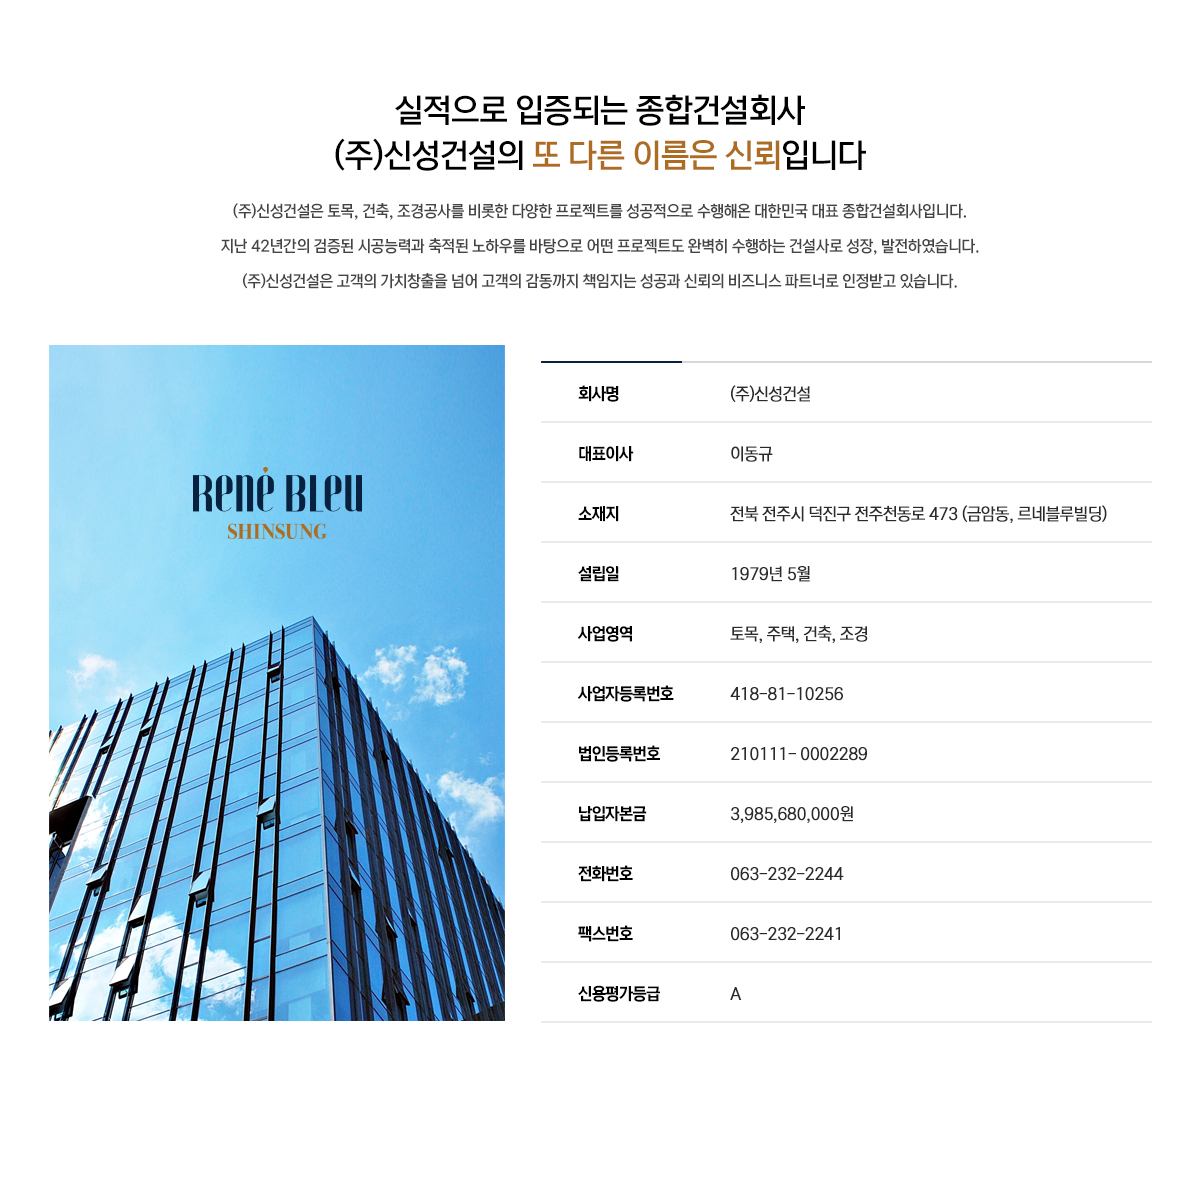 실적으로 입증되는 종합건설회사
(주)신성건설의 또 다른 이름은 신뢰입니다
(주)신성건설은 토목, 건축, 조경공사를 비롯한 다양한 프로젝트를 성공적으로 수행해온 대한민국 대표 종합건설회사입니다.
지난 42년간의 검증된 시공능력과 축적된 노하우를 바탕으로 어떤 프로젝트도 완벽히 수행하는 건설사로 성장, 발전하였습니다.
(주)신성건설은 고객의 가치창출을 넘어 고객의 감동까지 책임지는 성공과 신뢰의 비즈니스 파트너로 인정받고 있습니다.
René BLeu
SHINSUNG
회사명 (주)신성건설
대표이사 이동규
소재지 전북 전주시 덕진구 전주천동로 473 (금암동, 르네블루빌딩)
설립일 1979년 5월
사업영역 토목, 주택, 건축, 조경
사업자등록번호 418-81-10256
법인등록번호 210111- 0002289
납입자본금 3,985,680,000원
전화번호 063-232-2244
팩스번호 063-232-2241
신용평가등급 A